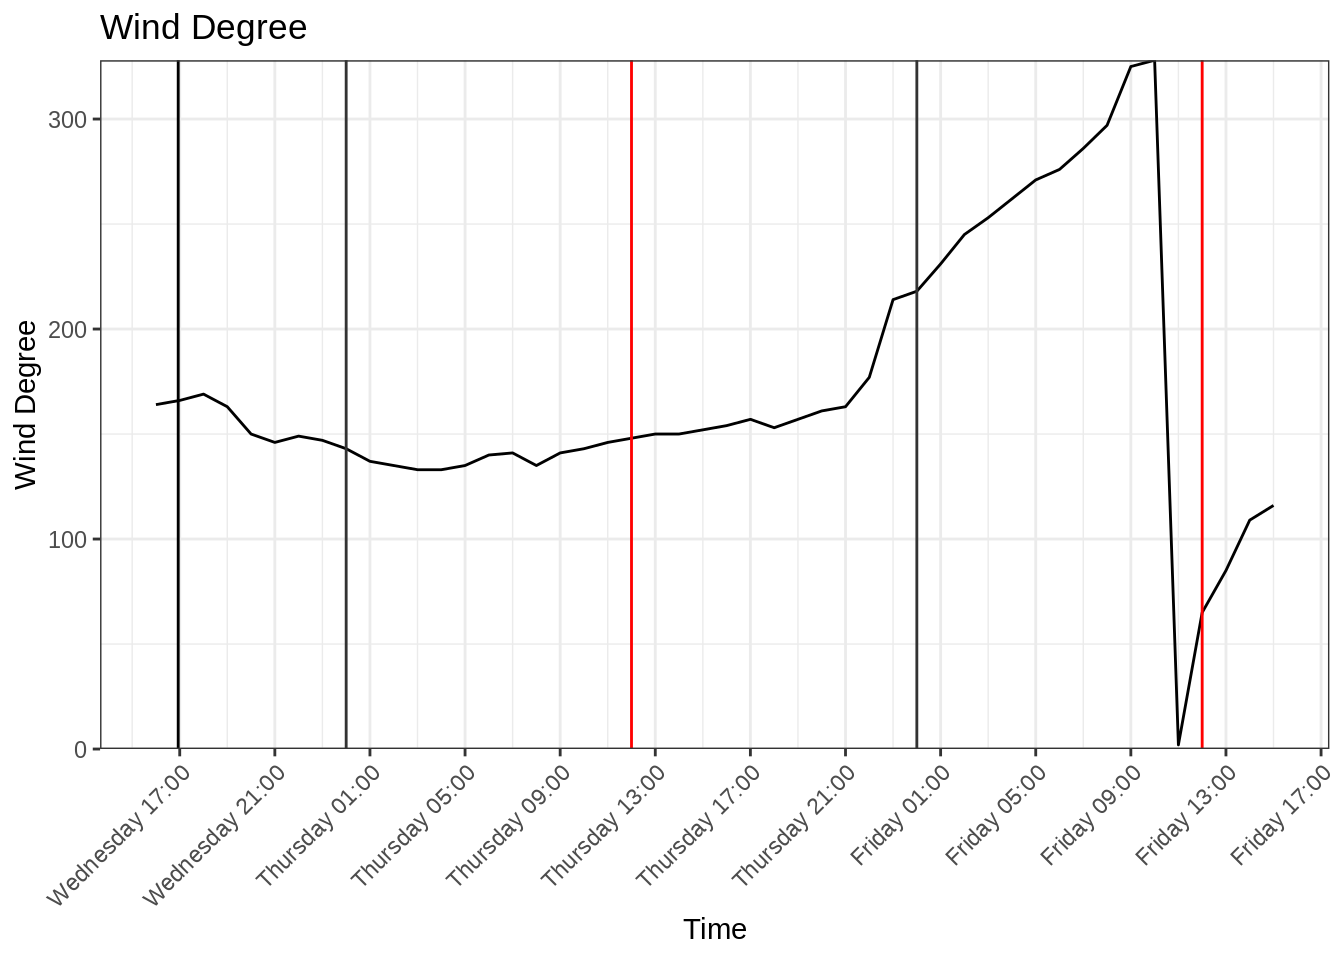 Wind Degree
Wind Degree
300
200
100
0
Wednesday 17:00
Wednesday 21:00
Thursday 01:00
Thursday 05:00
Thursday 09:00
Thursday 13:00
Thursday 17:00
Thursday 21:00
Friday 01:00
Friday 05:00
Friday 09:00
Friday 13:00
Friday 17:00
Time